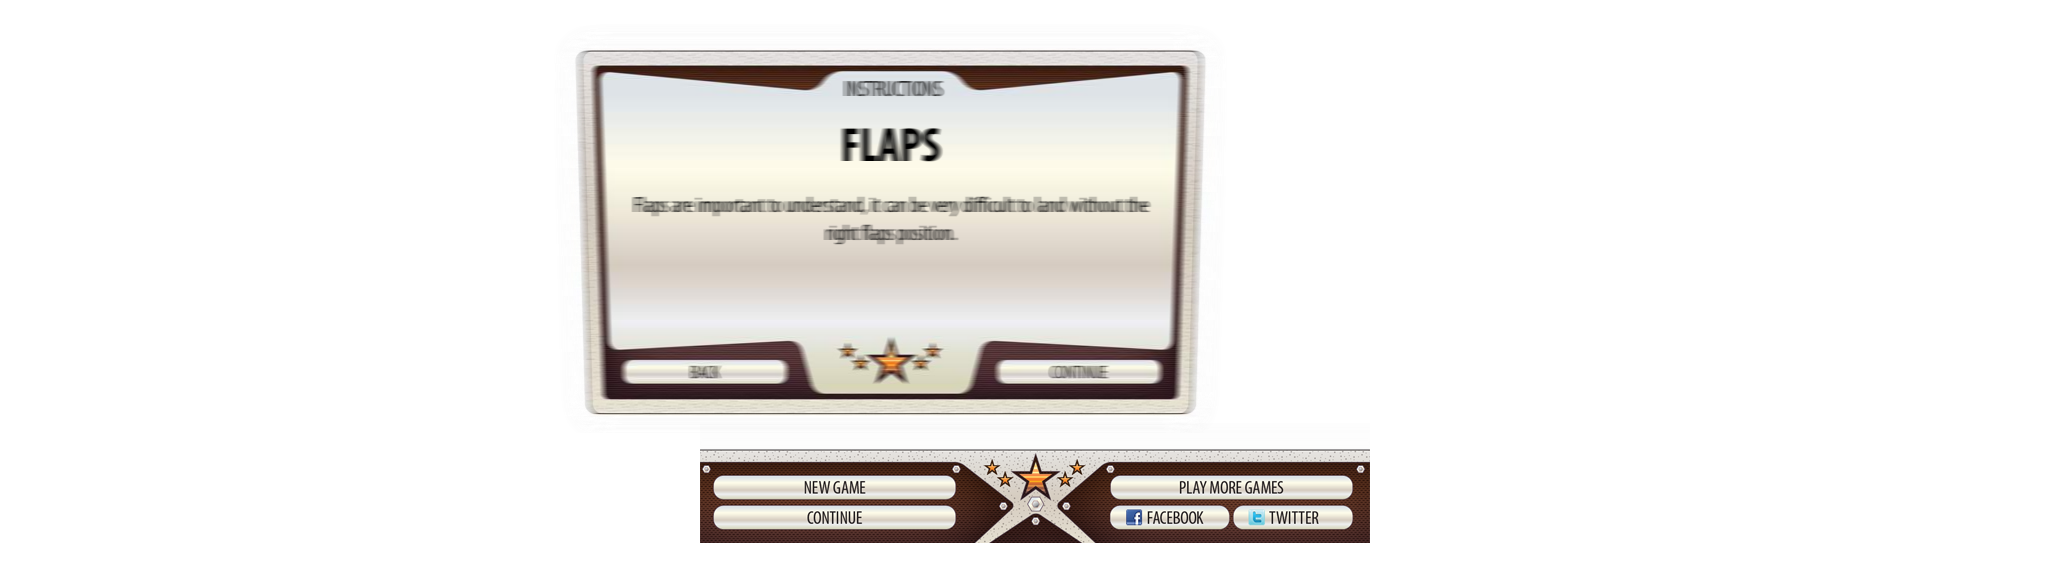 INSTRUCTIONS
FLAPS
Flaps are important to understand, it can be very difficult to land without the
right flaps position.
BACK
CONTINUE
NEW GAME
PLAY MORE GAMES
CONTINUE
FACEBOOK
TWITTER